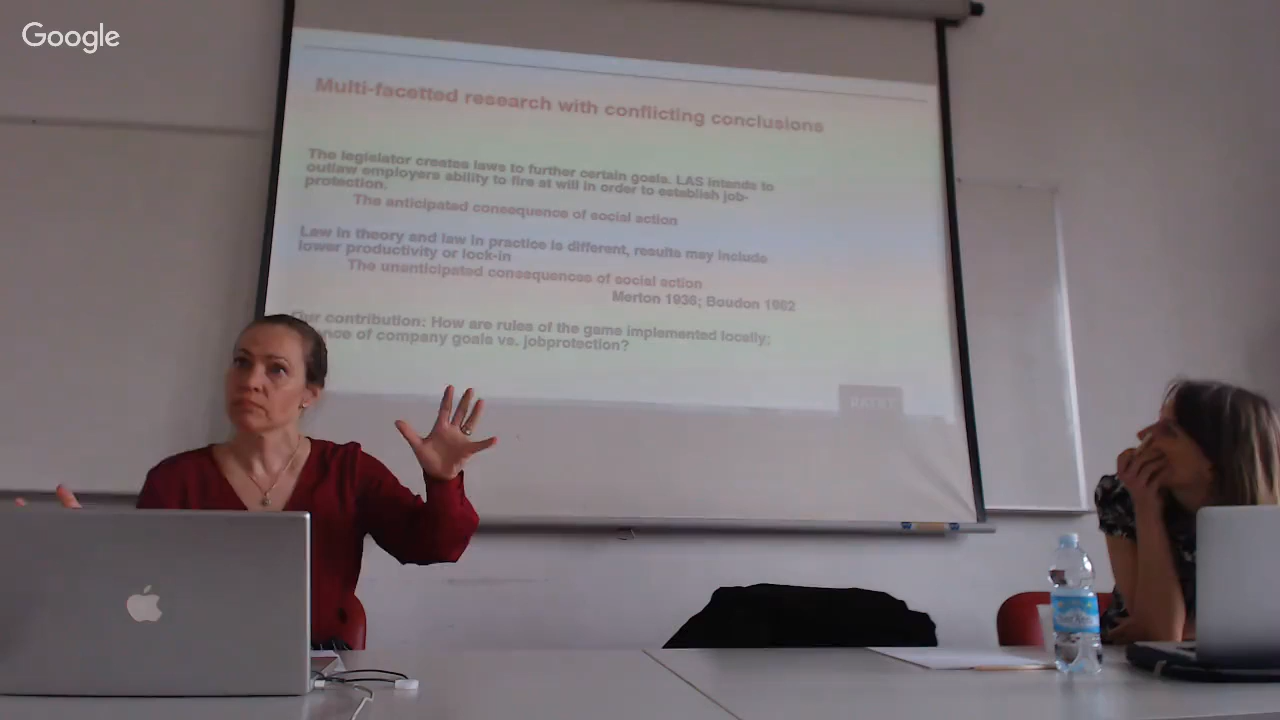 Google
Multi-facetted research with conflicting conclusions
The legislator creates laws to further certain goals. LAS intends to
outlaw employers ability to fire at will in order to establish job-
protection.
The anticipated consequence of social action
Law in theory and law in practice is different, results may include
lower productivity or lock-in
The unanticipated consequences of social action
Merton 1936; Boudon 1982
Our contribution: How are rules of the game implemented locally;
of company goals vs. jobprotection?
RATIO